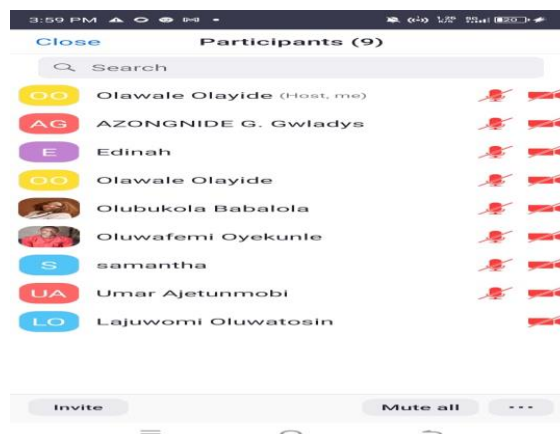 3:59 PM
Close Participants (9)
Search
OO Olawale Olayide (Host, me)
AG AZONGNIDE G. Gwladys
E Edinah
OO Olawale Olayide
Olubukola Babalola
Oluwafemi Oyekunle
S samantha
UA Umar Ajetunmobi
LO Lajuwomi Oluwatosin
Invite Mute all ...